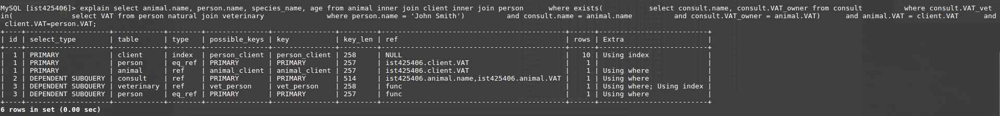 MySQL [ist425406]> explain select animal.name, person.name, species_name, age from animal inner join client inner join person      where exists(           select consult.name, consult.VAT_owner from consult          where consult.VAT_vet
in(              select VAT from person natural join veterinary               where person.name = 'John Smith')          and consult.name = animal.name          and consult.VAT_owner = animal.VAT)      and animal.VAT = client.VAT      and
 client.VAT=person.VAT;
+----+--------------------+------------+--------+---------------+---------------+---------+-------------------------------------------+------+--------------------------+
| id | select_type        | table      | type   | possible_keys | key           | key_len | ref                                       | rows | Extra                    |
+----+--------------------+------------+--------+---------------+---------------+---------+-------------------------------------------+------+--------------------------+
|  1 | PRIMARY            | client     | index  | person_client | person_client | 258     | NULL                                      |   10 | Using index              |
|  1 | PRIMARY            | person     | eq_ref | PRIMARY       | PRIMARY       | 257     | ist425406.client.VAT                      |    1 |                          |
|  1 | PRIMARY            | animal     | ref    | animal_client | animal_client | 257     | ist425406.client.VAT                      |    1 | Using where              |
|  2 | DEPENDENT SUBQUERY | consult    | ref    | PRIMARY       | PRIMARY       | 514     | ist425406.animal.name,ist425406.animal.VAT |    1 | Using where              |
|  3 | DEPENDENT SUBQUERY | veterinary | ref    | vet_person    | vet_person    | 258     | func                                      |    1 | Using where; Using index |
|  3 | DEPENDENT SUBQUERY | person     | eq_ref | PRIMARY       | PRIMARY       | 257     | func                                      |    1 | Using where              |
+----+--------------------+------------+--------+---------------+---------------+---------+-------------------------------------------+------+--------------------------+
6 rows in set (0.00 sec)